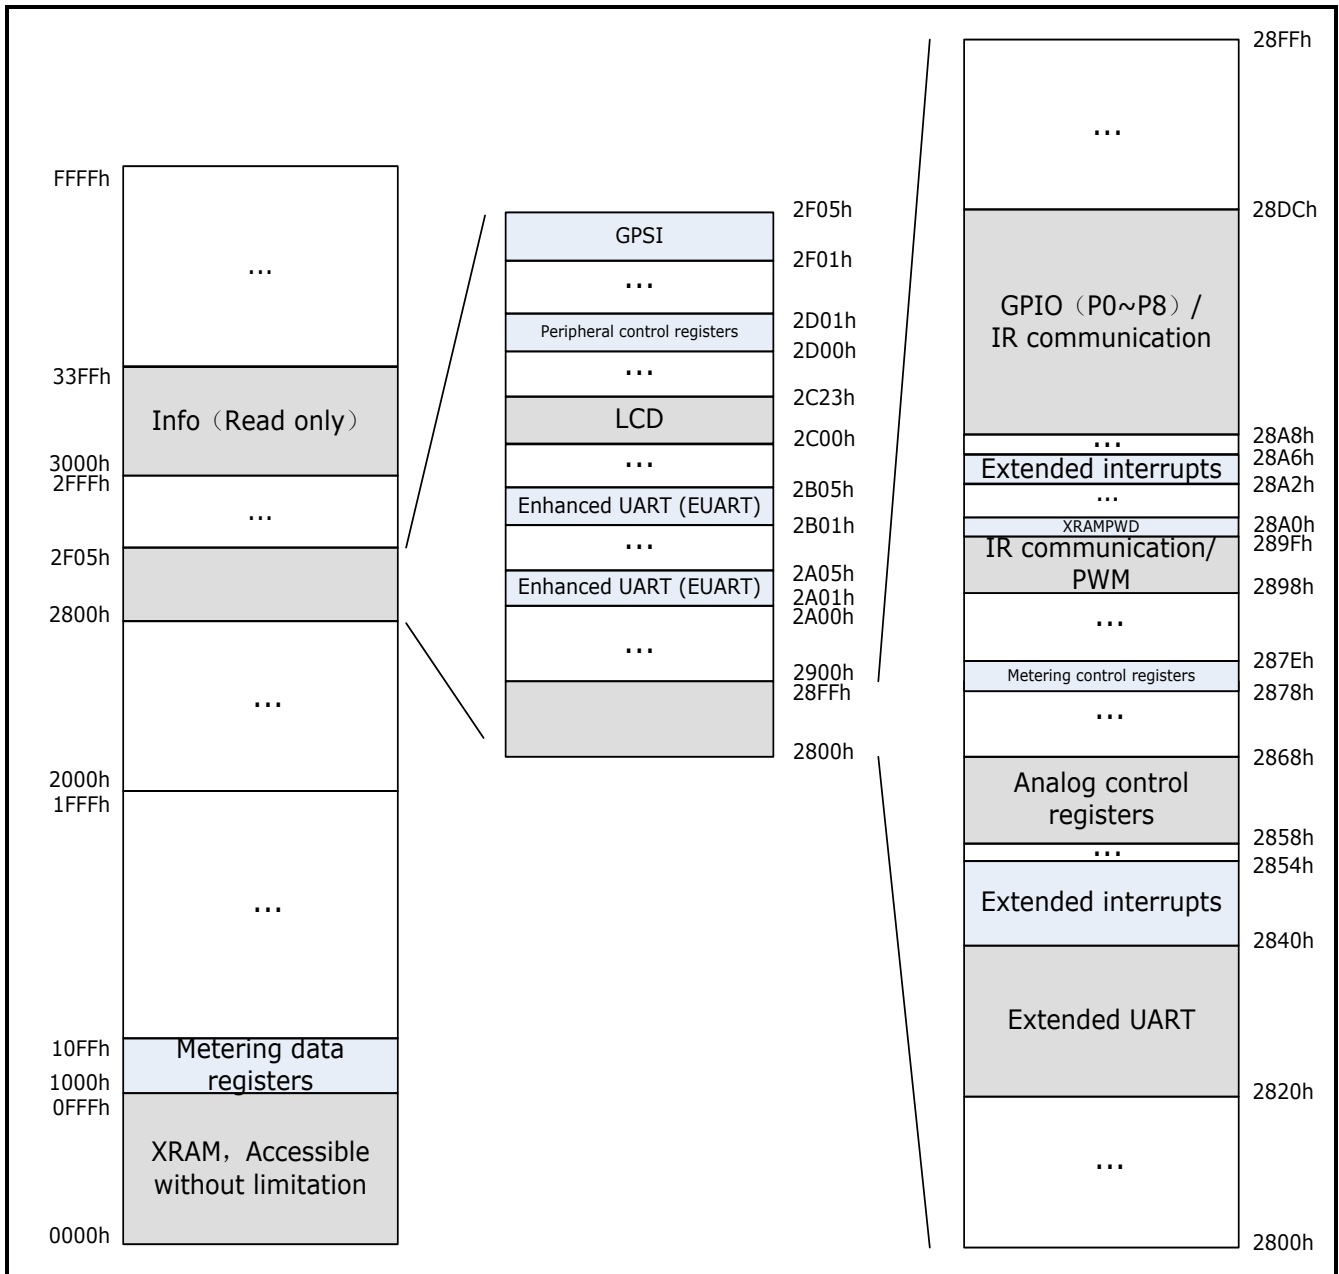 FFFFh
...
33FFh
Info（Read only）
3000h
2FFFh
...
2F05h
2800h
...
2000h
1FFFh
...
10FFh
Metering data
registers
1000h
0FFFh
XRAM，Accessible
without limitation
0000h
2F05h
GPSI
2F01h
...
2D01h
Peripheral control registers
2D00h
...
2C23h
LCD
2C00h
...
2B05h
Enhanced UART (EUART)
2B01h
...
2A05h
Enhanced UART (EUART)
2A01h
2A00h
...
2900h
28FFh
2800h
28FFh
...
28DCh
GPIO（P0~P8）/
IR communication
28A8h
...
28A6h
Extended interrupts
28A2h
...
28A0h
XRAMPWD
289Fh
IR communication/
PWM
2898h
...
287Eh
Metering control registers
2878h
...
2868h
Analog control
registers
2858h
...
2854h
Extended interrupts
2840h
Extended UART
2820h
...
2800h